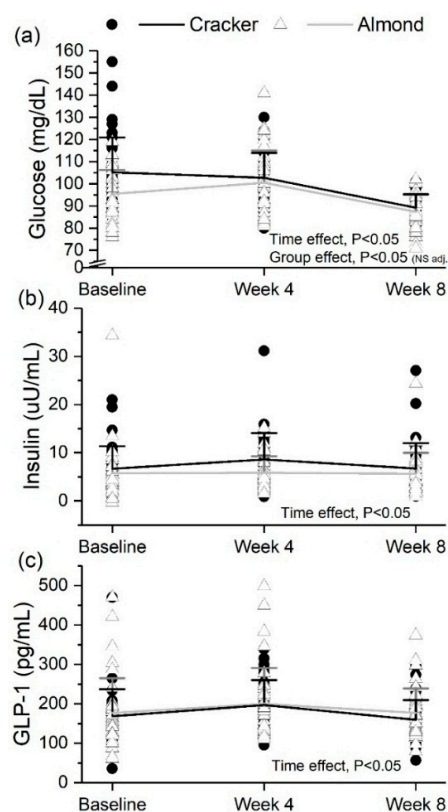 Cracker Almond
(a)
160
150
140
130
120
110
100
90
80
70
0
Glucose (mg/dL)
Time effect, P<0.05
Group effect, P<0.05 (NS adj.)
Baseline Week 4 Week 8
(b)
40
30
20
10
0
Insulin (uU/mL)
Time effect, P<0.05
Baseline Week 4 Week 8
(c)
500
400
300
200
100
0
GLP-1 (pg/mL)
Time effect, P<0.05
Baseline Week 4 Week 8